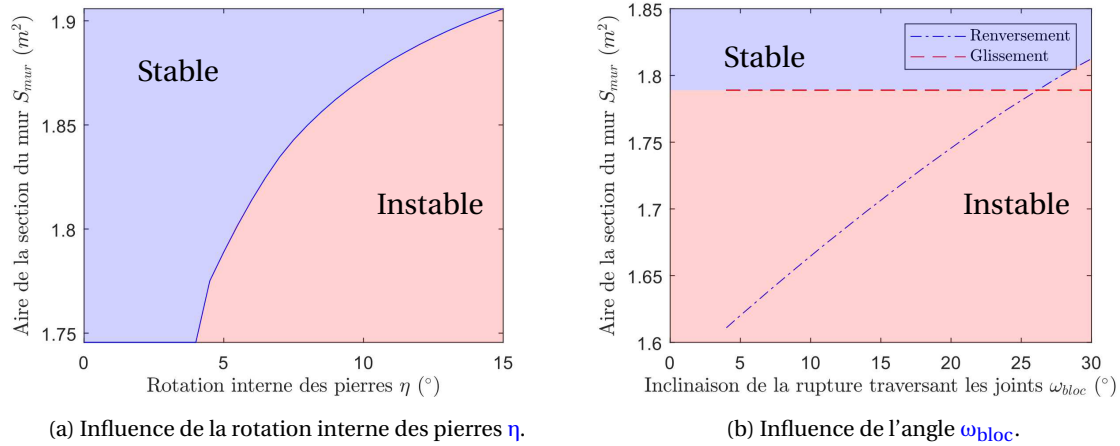 Aire de la section du mur S_mur (m²)
1.9
1.85
1.8
1.75
Stable
Instable
0 5 10 15
Rotation interne des pierres η (°)
(a) Influence de la rotation interne des pierres η.
Aire de la section du mur S_mur (m²)
1.85
1.8
1.75
1.7
1.65
1.6
Stable
Renversement
Glissement
Instable
0 5 10 15 20 25 30
Inclinaison de la rupture traversant les joints ω_bloc (°)
(b) Influence de l'angle ω_bloc.